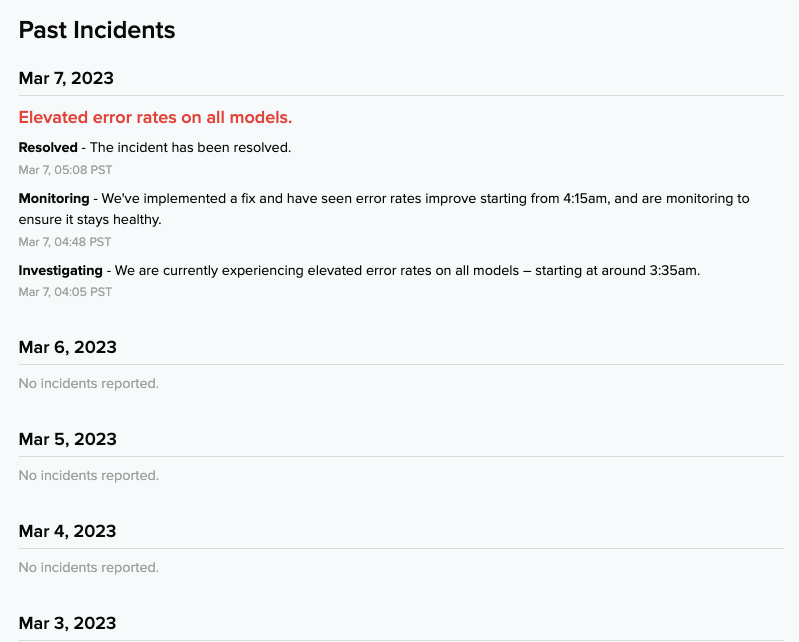 Past Incidents
Mar 7, 2023
Elevated error rates on all models.
Resolved - The incident has been resolved.
Mar 7, 05:08 PST
Monitoring - We've implemented a fix and have seen error rates improve starting from 4:15am, and are monitoring to
ensure it stays healthy.
Mar 7, 04:48 PST
Investigating - We are currently experiencing elevated error rates on all models – starting at around 3:35am.
Mar 7, 04:05 PST
Mar 6, 2023
No incidents reported.
Mar 5, 2023
No incidents reported.
Mar 4, 2023
No incidents reported.
Mar 3, 2023